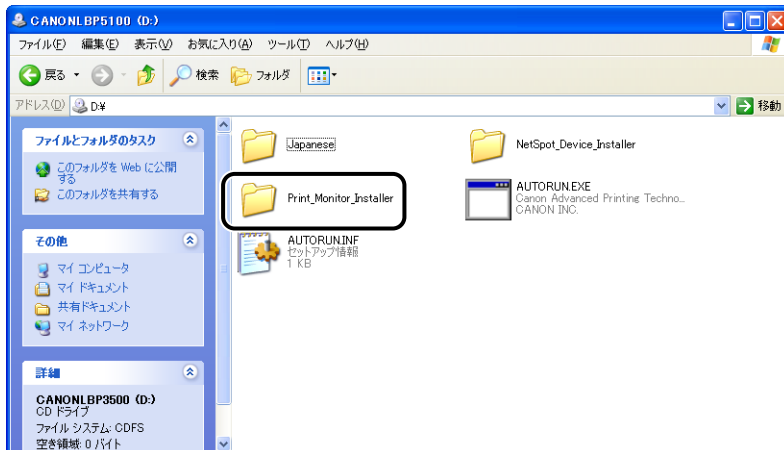 CANONLBP5100 (D:)
ファイル(F) 編集(E) 表示(V) お気に入り(A) ツール(T) ヘルプ(H)
戻る 検索 フォルダ
アドレス(D) D:¥ 移動
ファイルとフォルダのタスク
このフォルダを Web に公開
する
このフォルダを共有する
その他
マイ コンピュータ
マイ ドキュメント
共有ドキュメント
マイ ネットワーク
詳細
CANONLBP3500 (D:)
CD ドライブ
ファイル システム: CDFS
空き領域: 0 バイト
Japanese
NetSpot_Device_Installer
Print_Monitor_Installer
AUTORUN.EXE
Canon Advanced Printing Techno...
CANON INC.
AUTORUN.INF
セットアップ情報
1 KB